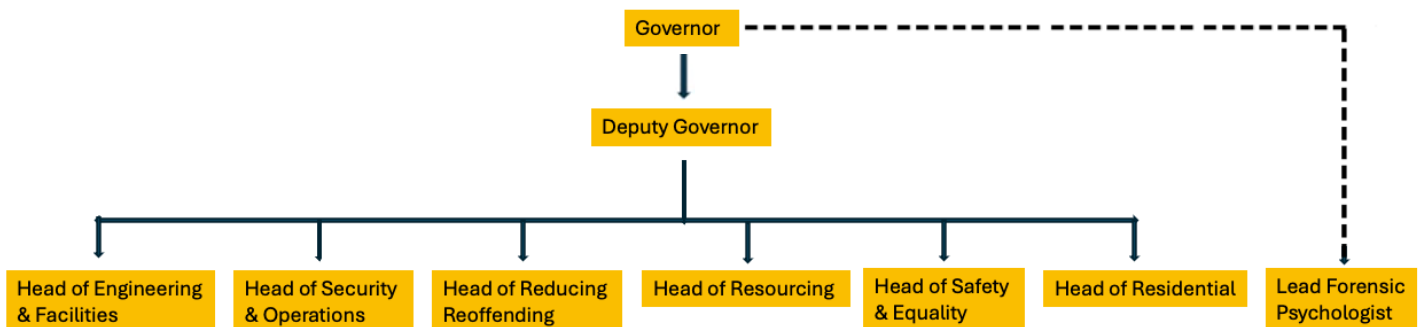 Governor
Deputy Governor
Head of Engineering
& Facilities
Head of Security
& Operations
Head of Reducing
Reoffending
Head of Resourcing
Head of Safety
& Equality
Head of Residential
Lead Forensic
Psychologist